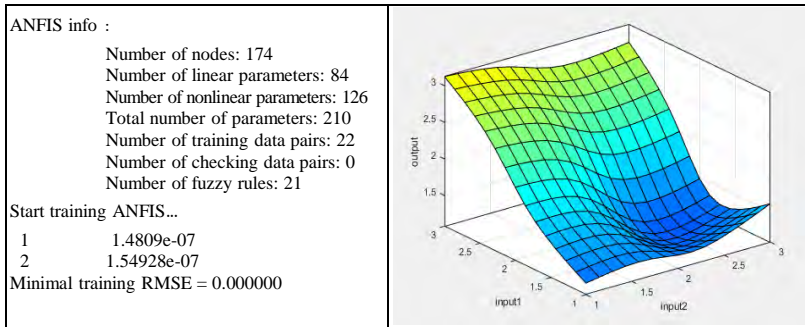 ANFIS info :
Number of nodes: 174
Number of linear parameters: 84
Number of nonlinear parameters: 126
Total number of parameters: 210
Number of training data pairs: 22
Number of checking data pairs: 0
Number of fuzzy rules: 21
Start training ANFIS...
1 1.4809e-07
2 1.54928e-07
Minimal training RMSE = 0.000000
3
2.5
2
1.5
output
3
2.5
2
1.5
1
input1
1
1.5
2
2.5
3
input2